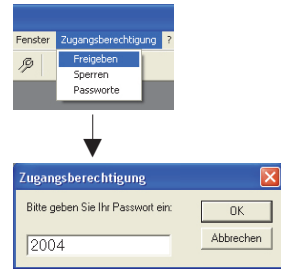 Fenster Zugangsberechtigung ?
Freigeben
Sperren
Passworte
Zugangsberechtigung
Bitte geben Sie Ihr Passwort ein:
OK
2004
Abbrechen